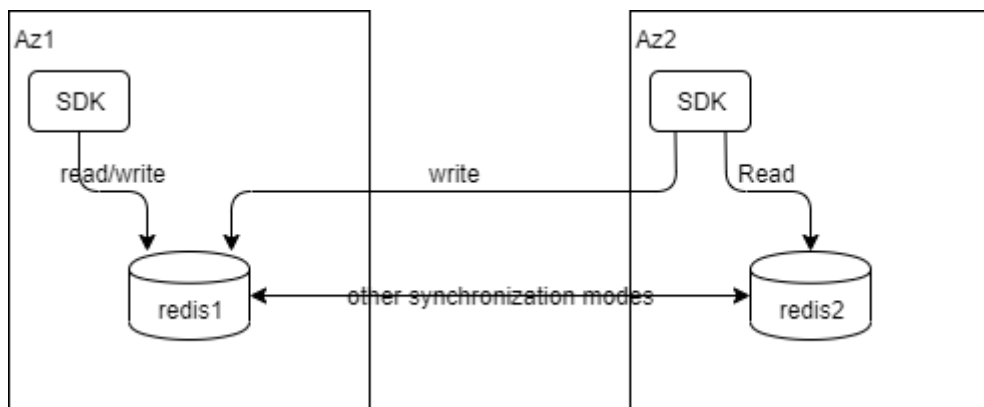 Az1
Az2
SDK
SDK
read/write
write
Read
other synchronization modes
redis1
redis2